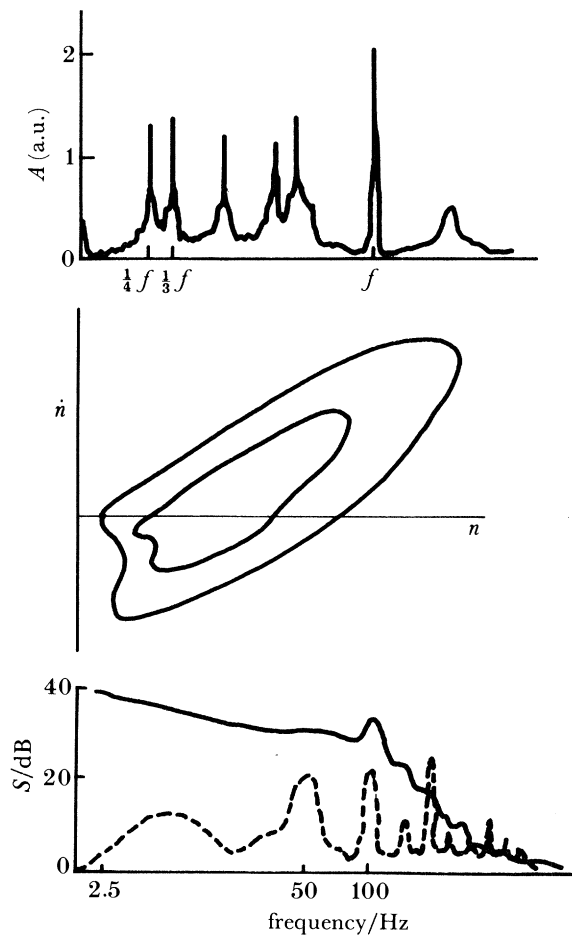 2
A (a.u.)
1
0
¼ f ⅓ f f
ṅ
n
40
S/dB
20
0
2.5 50 100
frequency/Hz